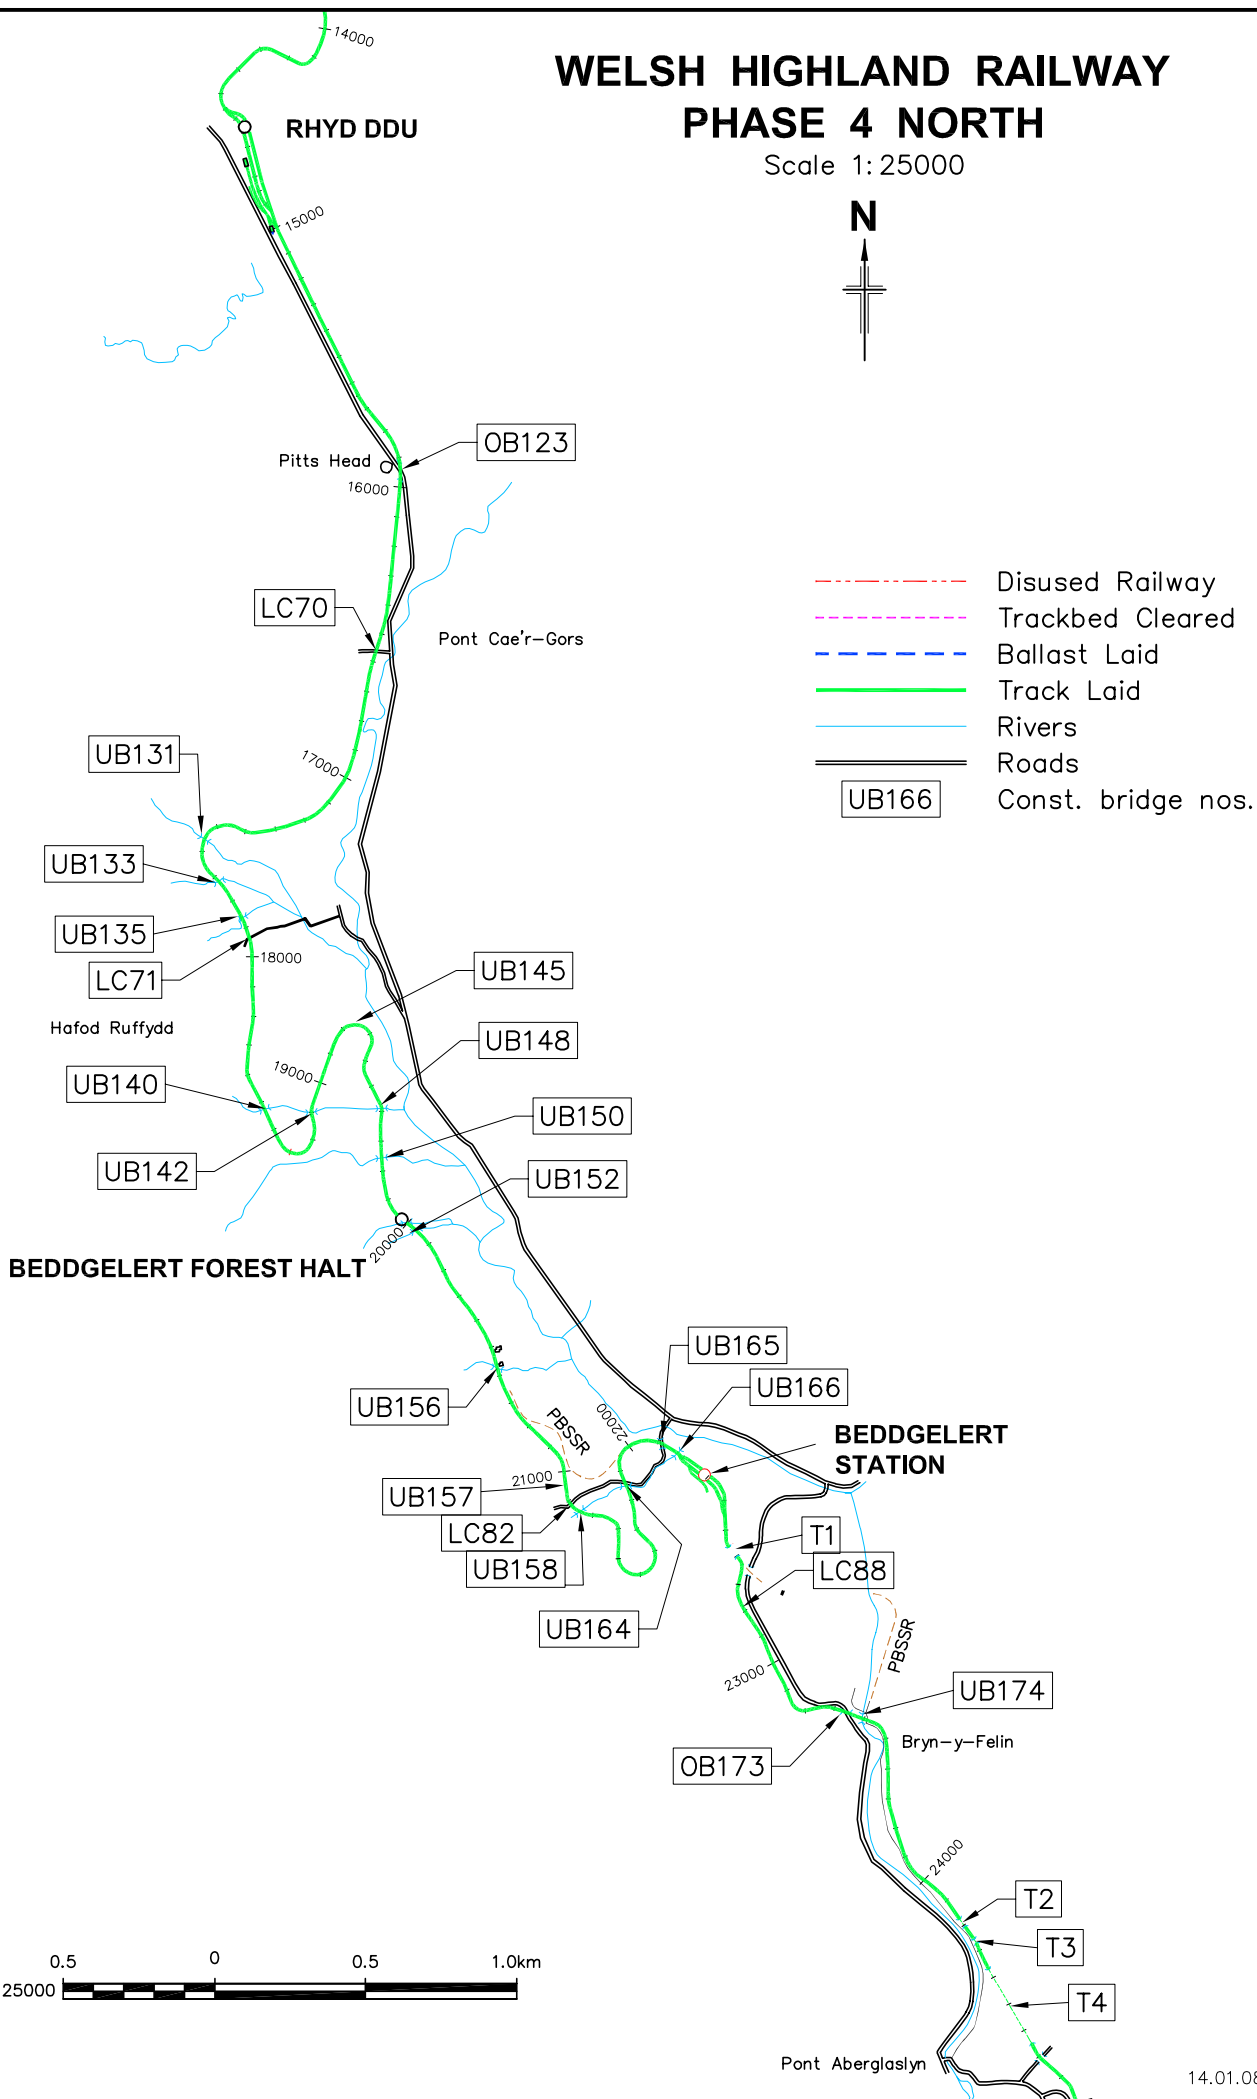 14000
WELSH HIGHLAND RAILWAY
PHASE 4 NORTH
Scale 1:25000
N
RHYD DDU
15000
OB123
Pitts Head
16000
LC70
Pont Cae'r-Gors
Disused Railway
Trackbed Cleared
Ballast Laid
Track Laid
Rivers
Roads
UB166 Const. bridge nos.
UB131
17000
UB133
UB135
LC71
18000
UB145
Hafod Ruffydd
UB148
19000
UB140
UB150
UB142
UB152
20000
BEDDGELERT FOREST HALT
UB165
UB166
UB156
PBSSR
22000
BEDDGELERT
STATION
21000
UB157
LC82
UB158
T1
LC88
UB164
PBSSR
23000
UB174
Bryn-y-Felin
OB173
24000
T2
T3
T4
0.5 0 0.5 1.0km
25000
Pont Aberglaslyn
14.01.08